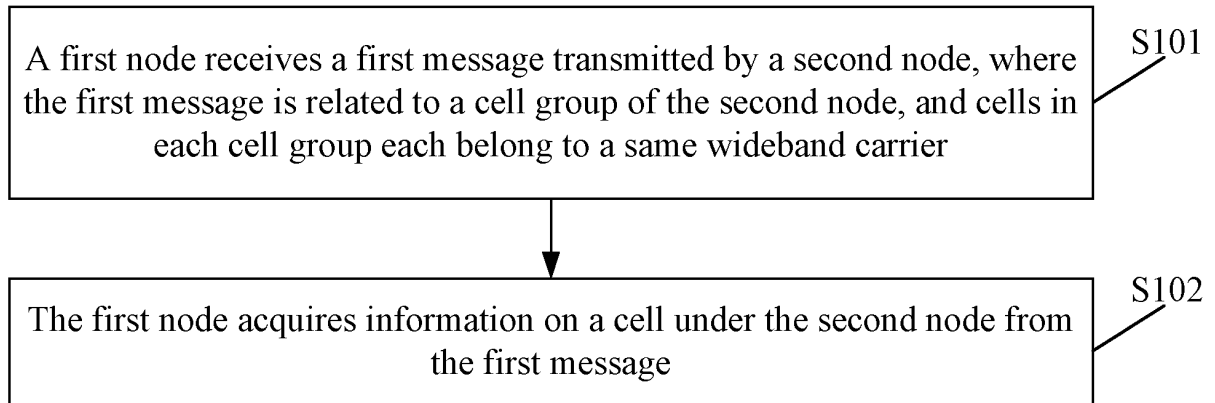 A first node receives a first message transmitted by a second node, where
the first message is related to a cell group of the second node, and cells in
each cell group each belong to a same wideband carrier
S101
The first node acquires information on a cell under the second node from
the first message
S102